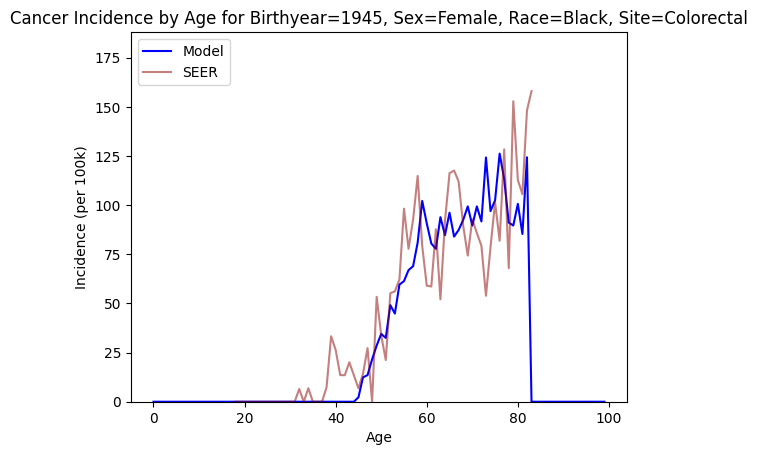 Cancer Incidence by Age for Birthyear=1945, Sex=Female, Race=Black, Site=Colorectal
Model
SEER
175
150
125
100
75
50
25
0
Incidence (per 100k)
0 20 40 60 80 100
Age